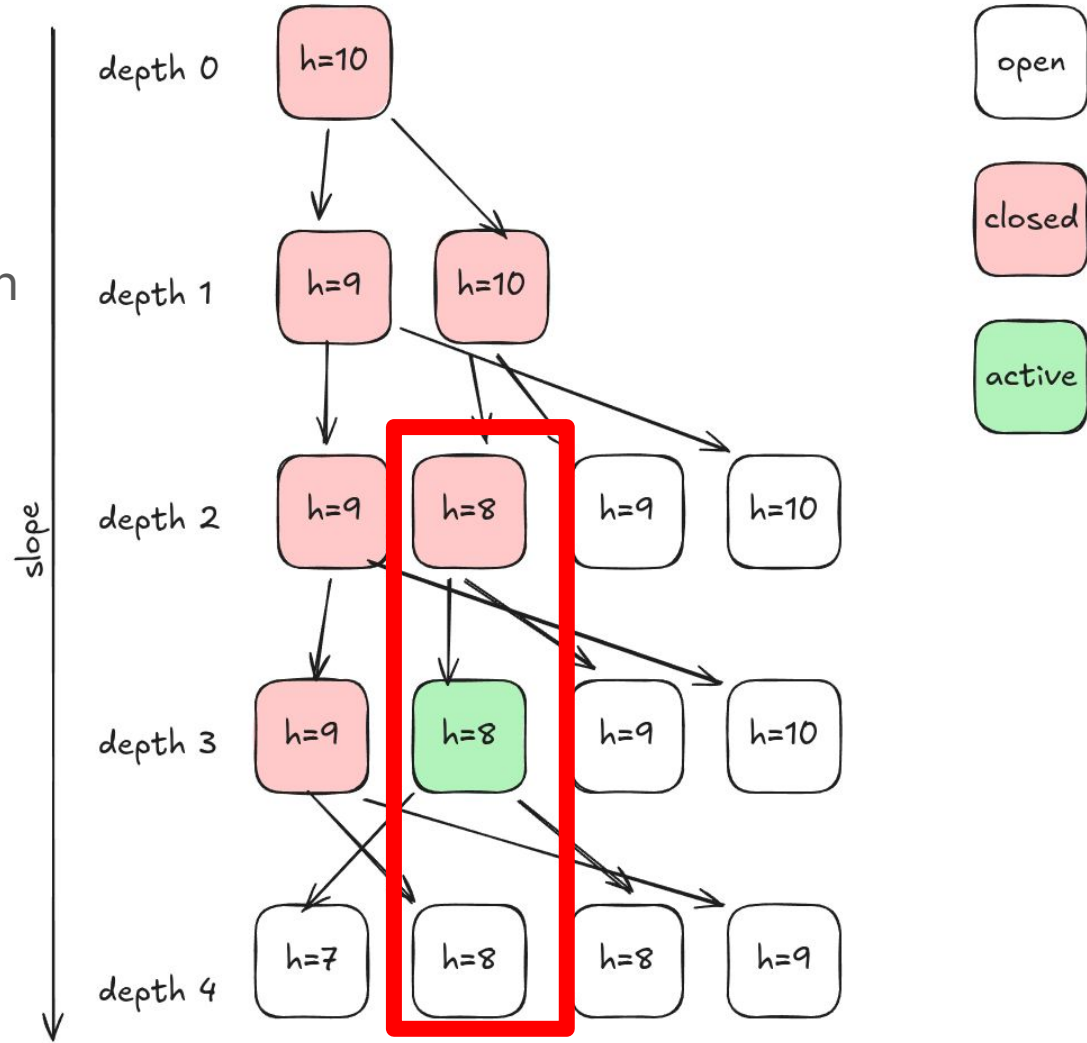 depth 0
h=10
open
closed
n
depth 1
h=9
h=10
active
slope
depth 2
h=9
h=8
h=9
h=10
depth 3
h=9
h=8
h=9
h=10
depth 4
h=7
h=8
h=8
h=9